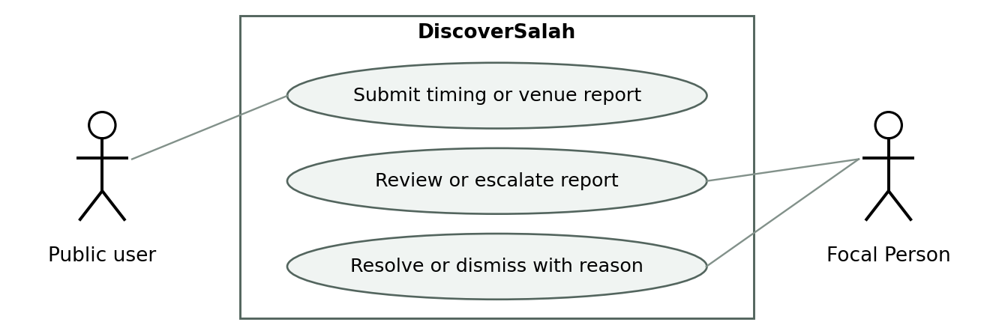 DiscoverSalah
Submit timing or venue report
Review or escalate report
Resolve or dismiss with reason
Public user
Focal Person